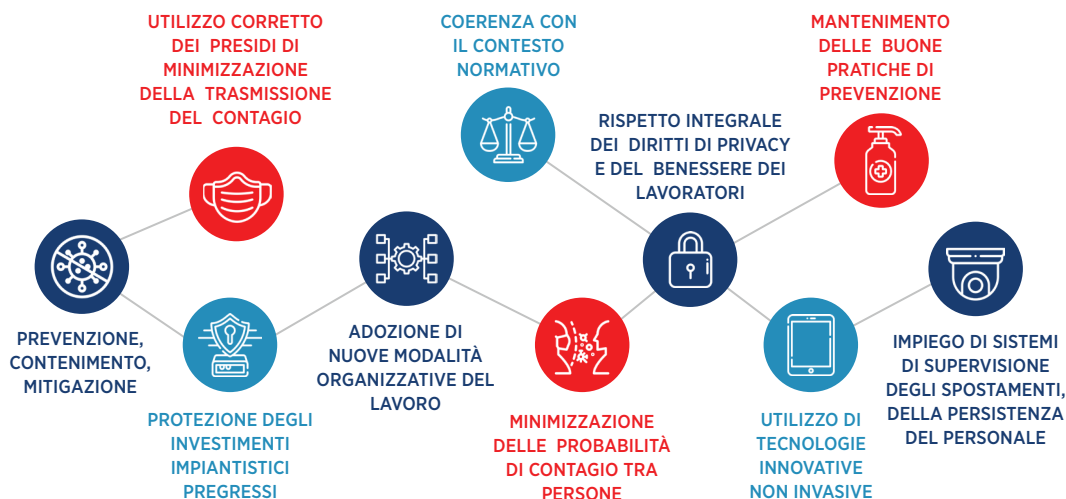 UTILIZZO CORRETTO
DEI PRESIDI DI
MINIMIZZAZIONE
DELLA TRASMISSIONE
DEL CONTAGIO
COERENZA CON
IL CONTESTO
NORMATIVO
MANTENIMENTO
DELLE BUONE
PRATICHE DI
PREVENZIONE
RISPETTO INTEGRALE
DEI DIRITTI DI PRIVACY
E DEL BENESSERE DEI
LAVORATORI
PREVENZIONE,
CONTENIMENTO,
MITIGAZIONE
ADOZIONE DI
NUOVE MODALITÀ
ORGANIZZATIVE DEL
LAVORO
IMPIEGO DI SISTEMI
DI SUPERVISIONE
DEGLI SPOSTAMENTI,
DELLA PERSISTENZA
DEL PERSONALE
PROTEZIONE DEGLI
INVESTIMENTI
IMPIANTISTICI
PREGRESSI
MINIMIZZAZIONE
DELLE PROBABILITÀ
DI CONTAGIO TRA
PERSONE
UTILIZZO DI
TECNOLOGIE
INNOVATIVE
NON INVASIVE